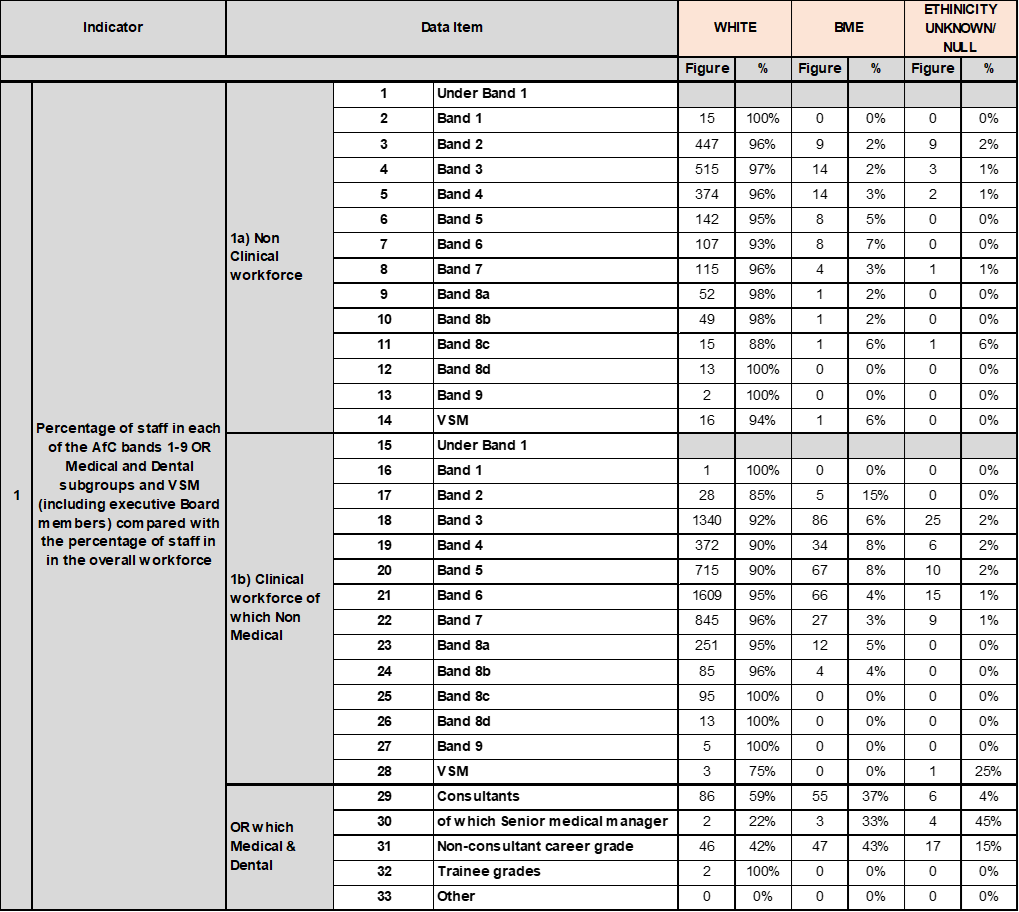 Indicator Data Item WHITE BME ETHINICITY UNKNOWN/ NULL
Figure % Figure % Figure %
1
Percentage of staff in each
of the AfC bands 1-9 OR
Medical and Dental
subgroups and VSM
(including executive Board
members) compared with
the percentage of staff in
in the overall workforce
1a) Non
Clinical
workforce
1 Under Band 1
2 Band 1 15 100% 0 0% 0 0%
3 Band 2 447 96% 9 2% 9 2%
4 Band 3 515 97% 14 2% 3 1%
5 Band 4 374 96% 14 3% 2 1%
6 Band 5 142 95% 8 5% 0 0%
7 Band 6 107 93% 8 7% 0 0%
8 Band 7 115 96% 4 3% 1 1%
9 Band 8a 52 98% 1 2% 0 0%
10 Band 8b 49 98% 1 2% 0 0%
11 Band 8c 15 88% 1 6% 1 6%
12 Band 8d 13 100% 0 0% 0 0%
13 Band 9 2 100% 0 0% 0 0%
14 VSM 16 94% 1 6% 0 0%
1b) Clinical
workforce of
which Non
Medical
15 Under Band 1
16 Band 1 1 100% 0 0% 0 0%
17 Band 2 28 85% 5 15% 0 0%
18 Band 3 1340 92% 86 6% 25 2%
19 Band 4 372 90% 34 8% 6 2%
20 Band 5 715 90% 67 8% 10 2%
21 Band 6 1609 95% 66 4% 15 1%
22 Band 7 845 96% 27 3% 9 1%
23 Band 8a 251 95% 12 5% 0 0%
24 Band 8b 85 96% 4 4% 0 0%
25 Band 8c 95 100% 0 0% 0 0%
26 Band 8d 13 100% 0 0% 0 0%
27 Band 9 5 100% 0 0% 0 0%
28 VSM 3 75% 0 0% 1 25%
OR which
Medical &
Dental
29 Consultants 86 59% 55 37% 6 4%
30 of which Senior medical manager 2 22% 3 33% 4 45%
31 Non-consultant career grade 46 42% 47 43% 17 15%
32 Trainee grades 2 100% 0 0% 0 0%
33 Other 0 0% 0 0% 0 0%